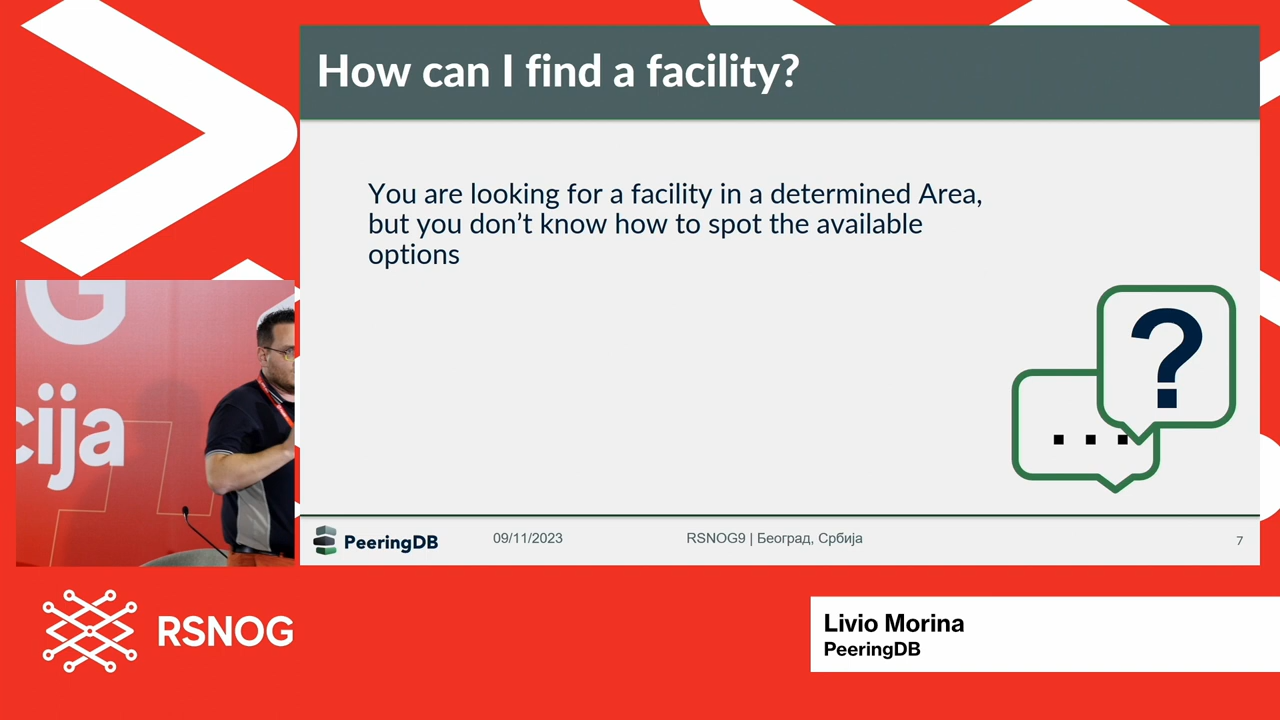 How can I find a facility?
You are looking for a facility in a determined Area,
but you don't know how to spot the available
options
?
...
G
cija
PeeringDB
09/11/2023
RSNOG9 | Београд, Србија
7
RSNOG
Livio Morina
PeeringDB